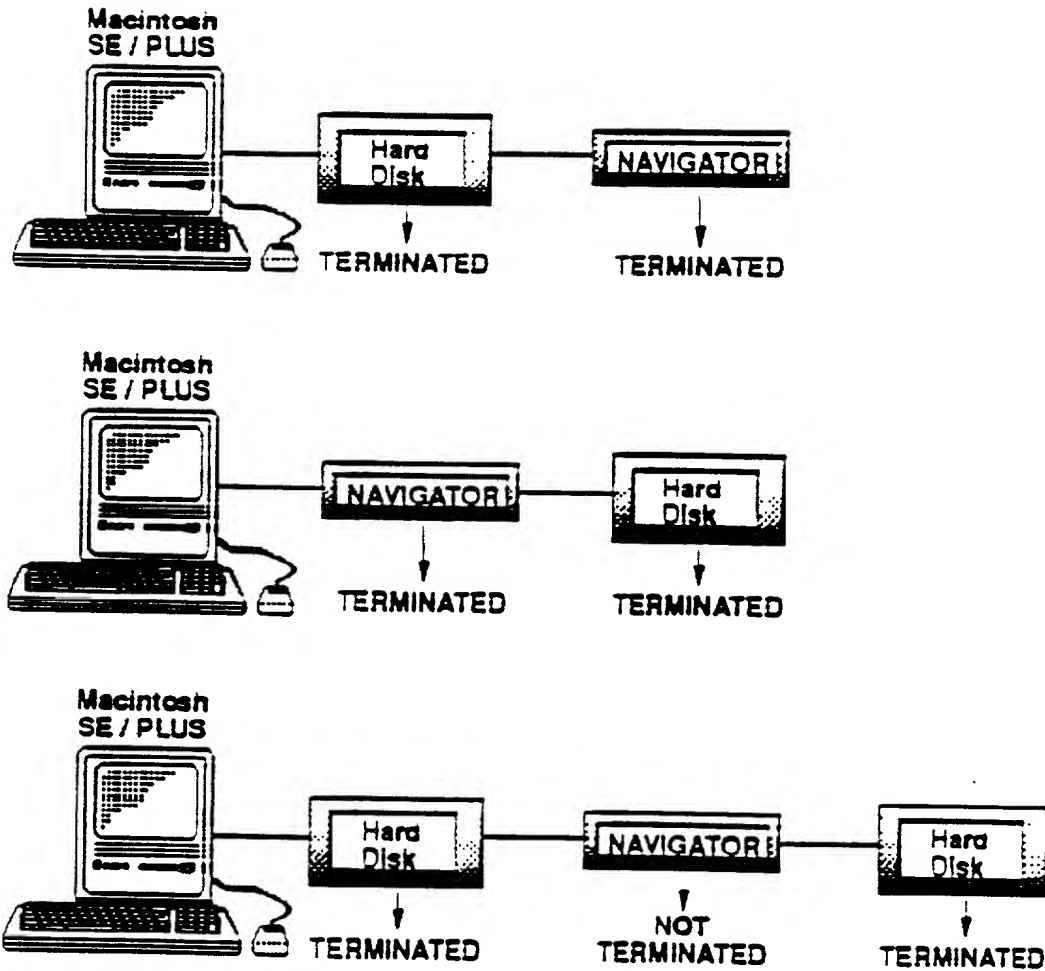 Macintosh
SE / PLUS
Hard
Disk
NAVIGATOR
TERMINATED
TERMINATED
Macintosh
SE / PLUS
NAVIGATOR
Hard
Disk
TERMINATED
TERMINATED
Macintosh
SE / PLUS
Hard
Disk
NAVIGATOR
Hard
Disk
TERMINATED
NOT
TERMINATED
TERMINATED